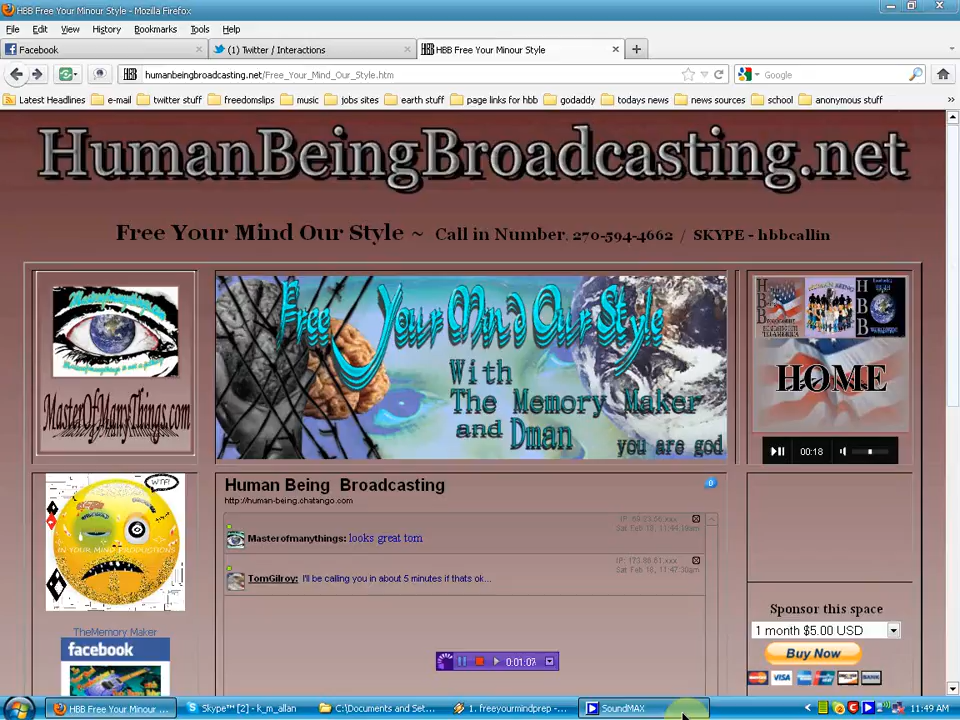 HBB Free Your Minour Style - Mozilla Firefox
File Edit View History Bookmarks Tools Help
Facebook
(1) Twitter / Interactions
HBB Free Your Minour Style
humanbeingbroadcasting.net/Free_Your_Mind_Our_Style.htm
Google
Latest Headlines e-mail twitter stuff freedomslips music jobs sites earth stuff page links for hbb godaddy todays news news sources school anonymous stuff
HumanBeingBroadcasting.net
Free Your Mind Our Style ~ Call in Number. 270-594-4662 / SKYPE - hbbcallin
MasterOfManyThings.com
Free Your Mind Our Style
With
The Memory Maker
and Dman
you are god
HBB
HOME
00:18
IN YOUR MIND PRODUCTIONS
TheMemory Maker
facebook
Human Being Broadcasting
http://human-being.chatango.com
0
Masterofmanythings: looks great tom
TomGilroy: I'll be calling you in about 5 minutes if thats ok...
0:01:07
Sponsor this space
1 month $5.00 USD
Buy Now
VISA
HBB Free Your Minour ...
Skype™ [2] - k_m_allan
C:\Documents and Set...
1. freeyourmindprep - ...
SoundMAX
11:49 AM